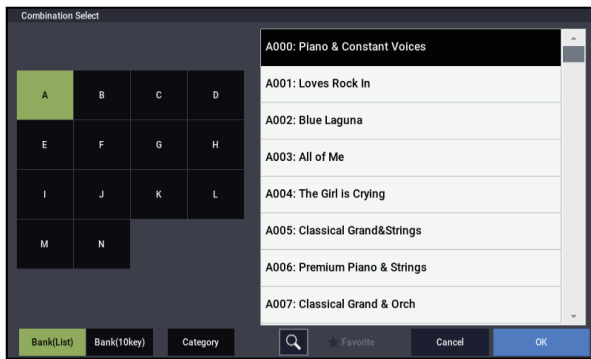 Combination Select
A B C D
E F G H
I J K L
M N
A000: Piano & Constant Voices
A001: Loves Rock In
A002: Blue Laguna
A003: All of Me
A004: The Girl is Crying
A005: Classical Grand&Strings
A006: Premium Piano & Strings
A007: Classical Grand & Orch
Bank(List) Bank(10key) Category Favorite Cancel OK